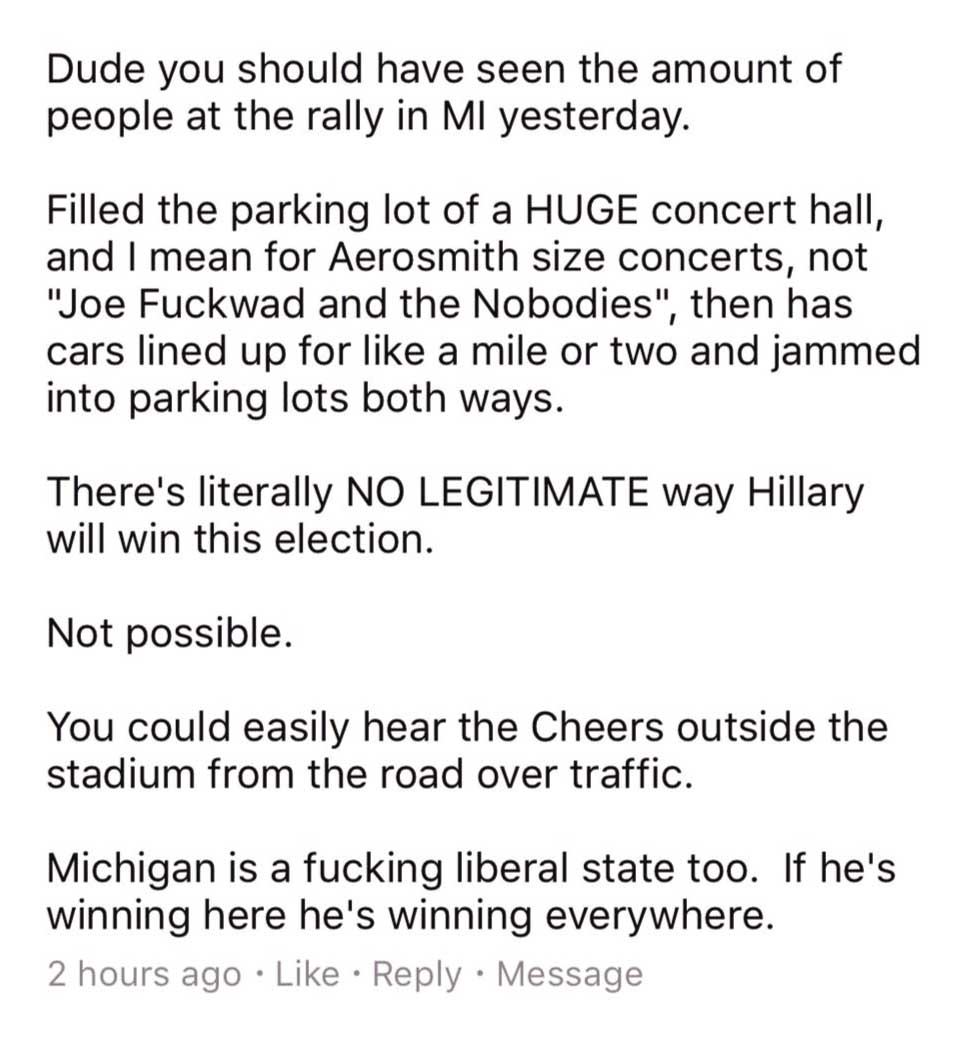 Dude you should have seen the amount of
people at the rally in MI yesterday.
Filled the parking lot of a HUGE concert hall,
and I mean for Aerosmith size concerts, not
"Joe Fuckwad and the Nobodies", then has
cars lined up for like a mile or two and jammed
into parking lots both ways.
There's literally NO LEGITIMATE way Hillary
will win this election.
Not possible.
You could easily hear the Cheers outside the
stadium from the road over traffic.
Michigan is a fucking liberal state too.  If he's
winning here he's winning everywhere.
2 hours ago · Like · Reply · Message